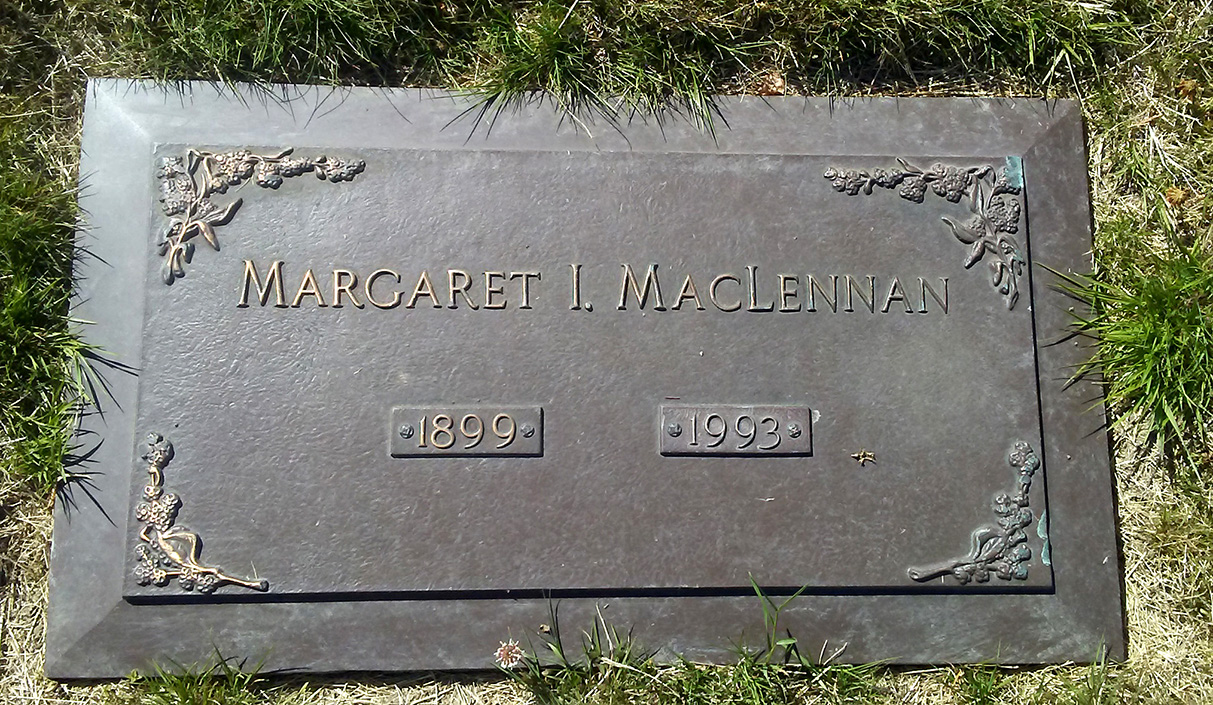 MARGARET I. MACLENNAN
1899 1993